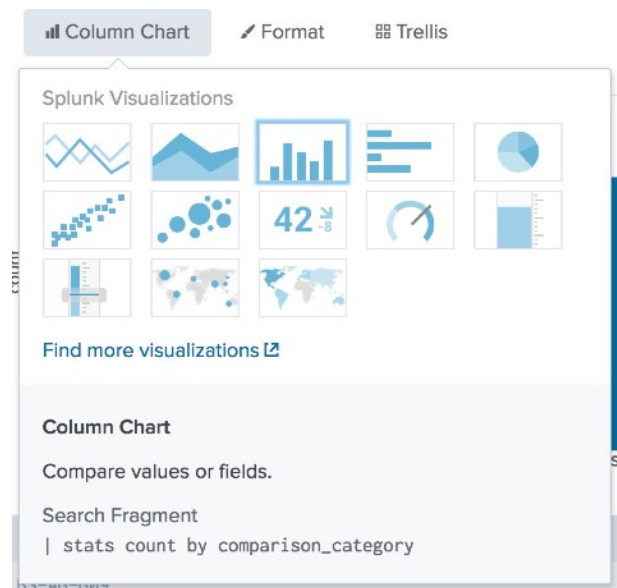 Column Chart Format Trellis
Splunk Visualizations
42
-8
Find more visualizations
Column Chart
Compare values or fields.
Search Fragment
| stats count by comparison_category
count